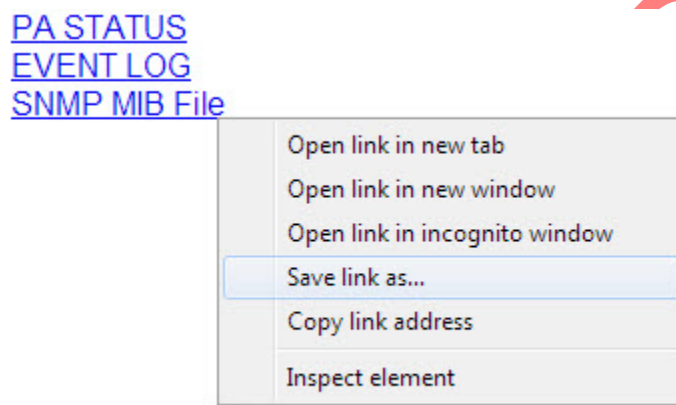 PA STATUS
EVENT LOG
SNMP MIB File
Open link in new tab
Open link in new window
Open link in incognito window
Save link as...
Copy link address
Inspect element